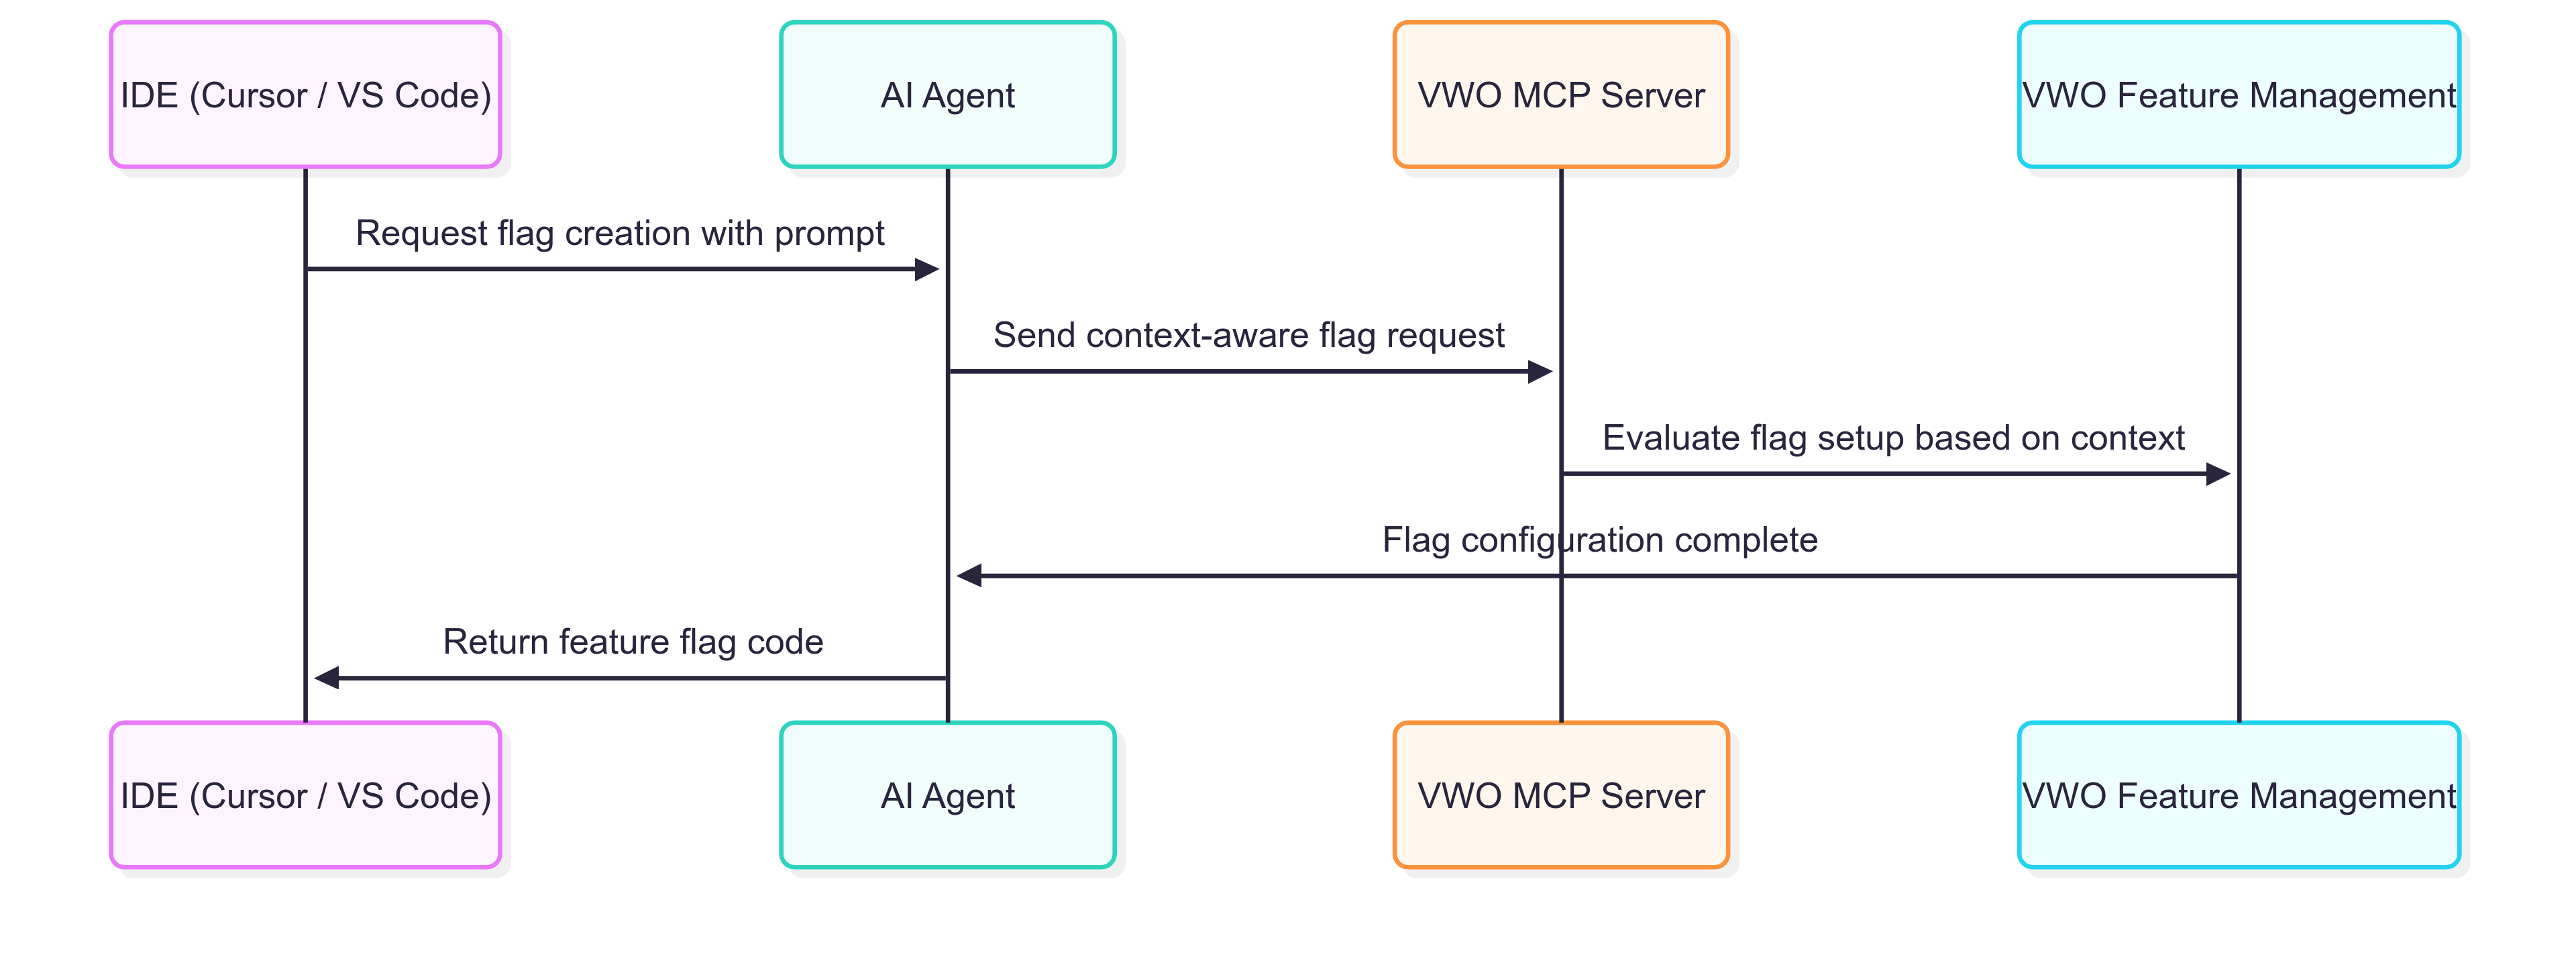 IDE (Cursor / VS Code)
AI Agent
VWO MCP Server
VWO Feature Management
Request flag creation with prompt
Send context-aware flag request
Evaluate flag setup based on context
Flag configuration complete
Return feature flag code
IDE (Cursor / VS Code)
AI Agent
VWO MCP Server
VWO Feature Management